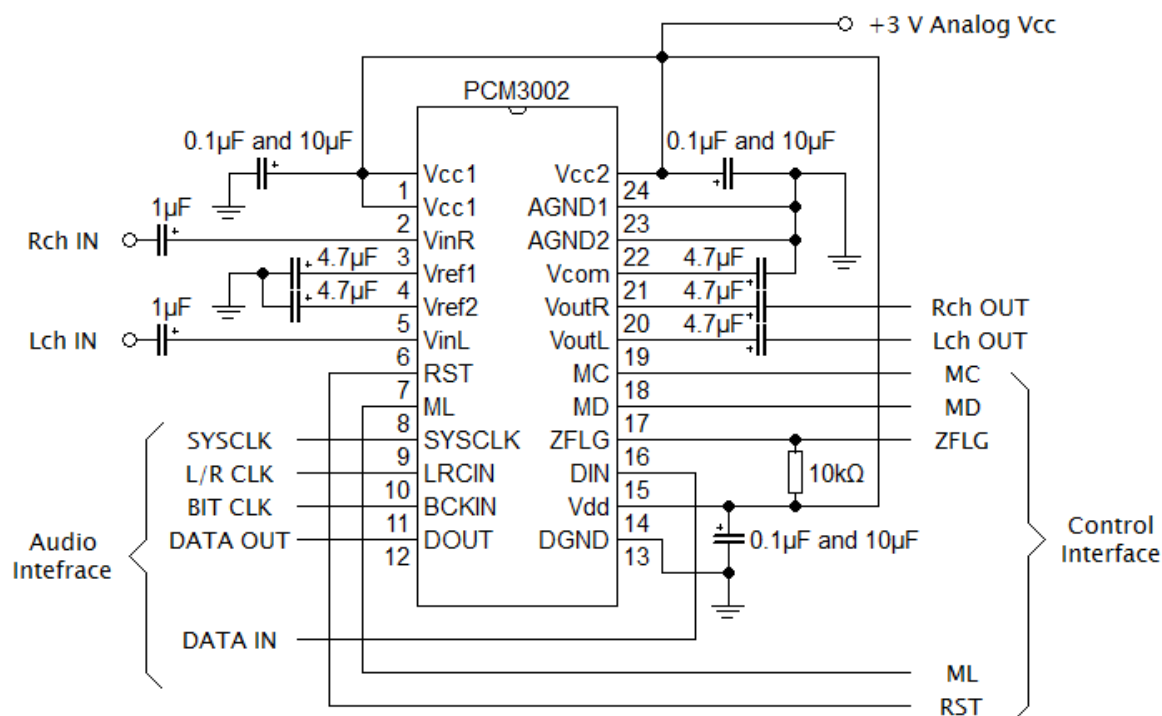 +3 V Analog Vcc
PCM3002
0.1µF and 10µF
0.1µF and 10µF
Vcc1
Vcc2
1
24
1µF
Vcc1
AGND1
2
23
Rch IN
VinR
AGND2
4.7µF
3
22
4.7µF
Vref1
Vcom
4.7µF
4
21
4.7µF
1µF
Vref2
VoutR
Rch OUT
5
20
4.7µF
Lch IN
VinL
VoutL
Lch OUT
6
19
RST
MC
MC
7
18
ML
MD
MD
8
17
SYSCLK
SYSCLK
ZFLG
ZFLG
9
16
L/R CLK
LRCIN
DIN
10kΩ
10
15
BIT CLK
BCKIN
Vdd
11
14
DATA OUT
DOUT
DGND
0.1µF and 10µF
12
13
Audio
Intefrace
Control
Interface
DATA IN
ML
RST